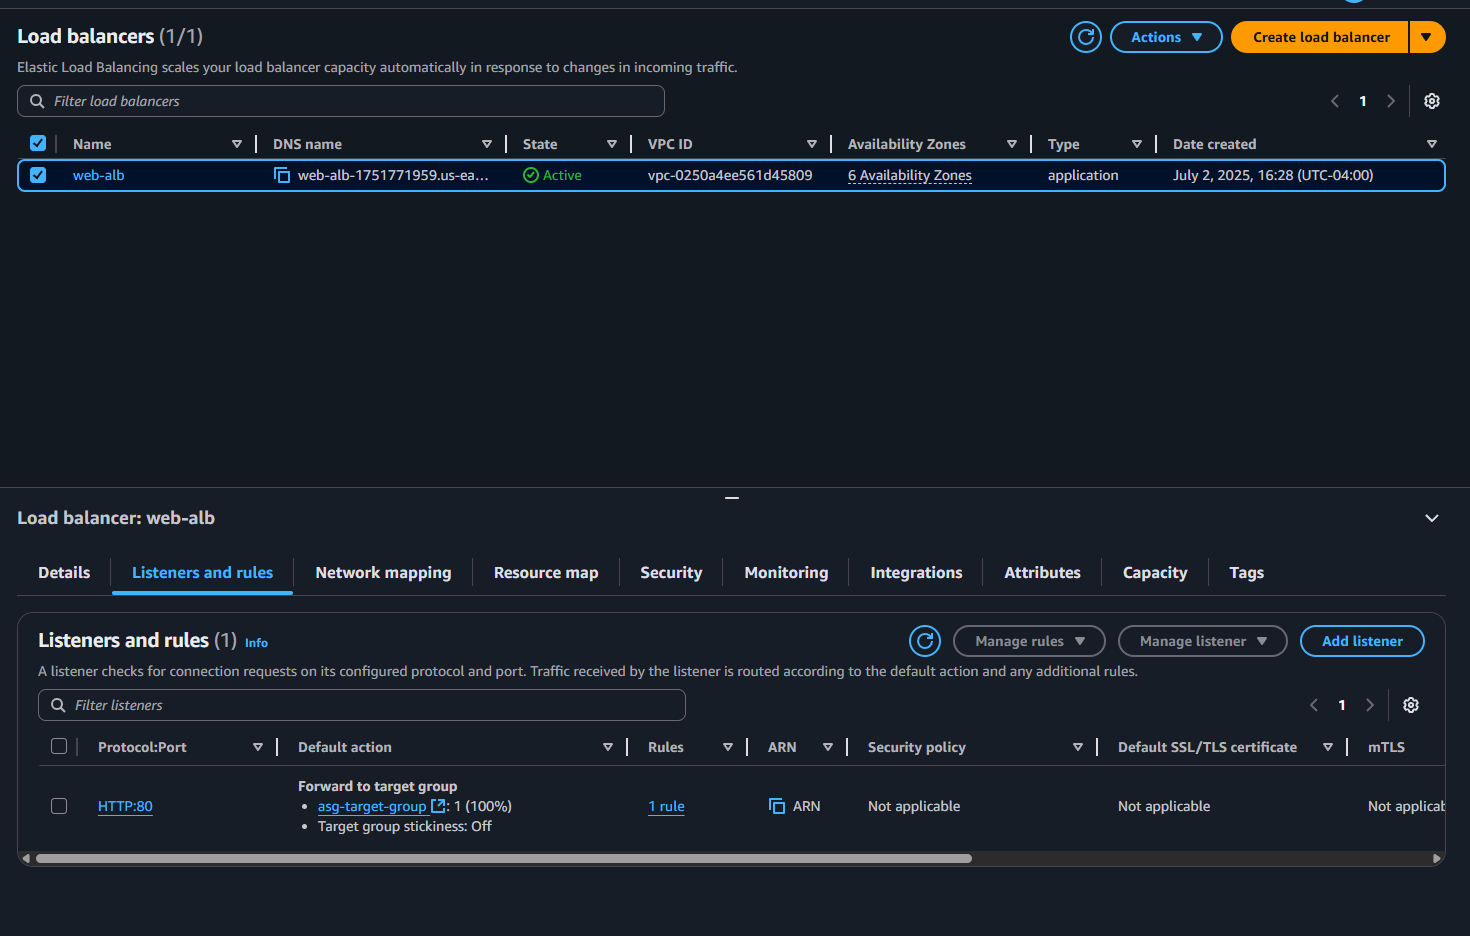 Load balancers (1/1)
Actions
Create load balancer
Elastic Load Balancing scales your load balancer capacity automatically in response to changes in incoming traffic.
Filter load balancers
1
Name DNS name State VPC ID Availability Zones Type Date created
web-alb web-alb-1751771959.us-ea... Active vpc-0250a4ee561d45809 6 Availability Zones application July 2, 2025, 16:28 (UTC-04:00)
Load balancer: web-alb
Details Listeners and rules Network mapping Resource map Security Monitoring Integrations Attributes Capacity Tags
Listeners and rules (1) Info
Manage rules Manage listener Add listener
A listener checks for connection requests on its configured protocol and port. Traffic received by the listener is routed according to the default action and any additional rules.
Filter listeners
1
Protocol:Port Default action Rules ARN Security policy Default SSL/TLS certificate mTLS
Forward to target group
HTTP:80 • asg-target-group : 1 (100%) 1 rule ARN Not applicable Not applicable Not applicab
• Target group stickiness: Off